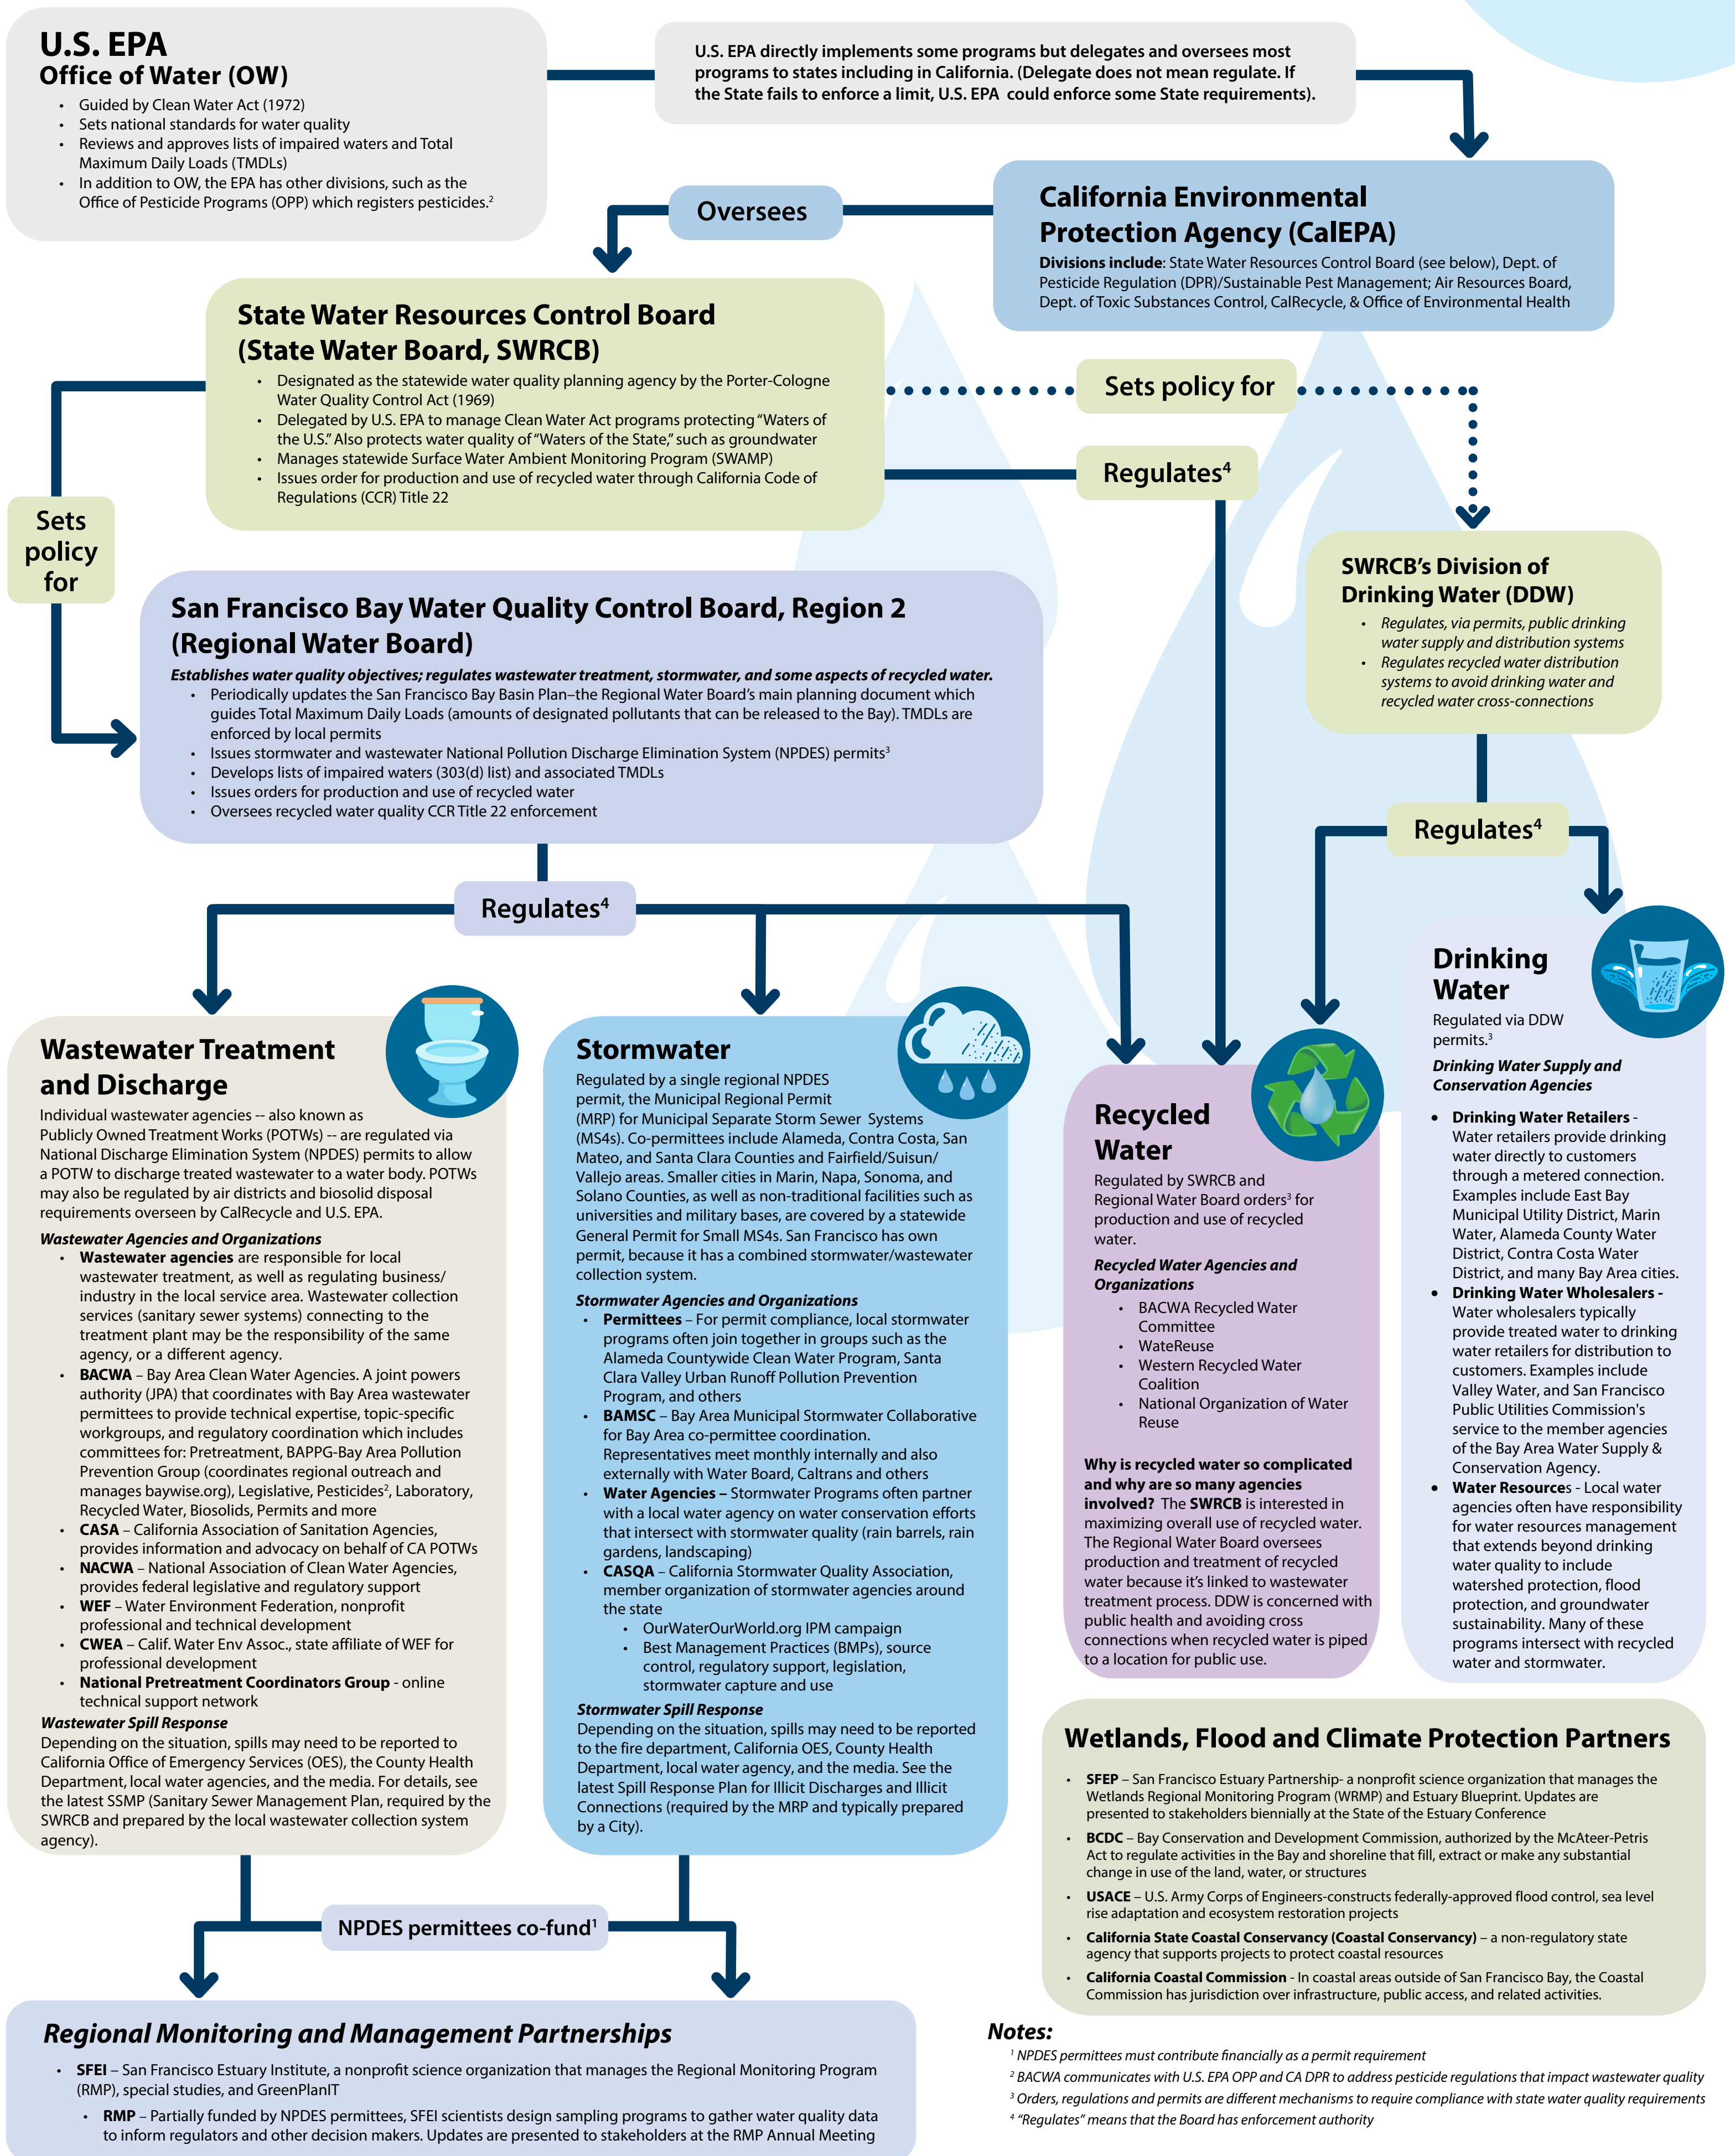 U.S. EPA
Office of Water (OW)
• Guided by Clean Water Act (1972)
• Sets national standards for water quality
• Reviews and approves lists of impaired waters and Total
Maximum Daily Loads (TMDLs)
• In addition to OW, the EPA has other divisions, such as the
Office of Pesticide Programs (OPP) which registers pesticides.²
U.S. EPA directly implements some programs but delegates and oversees most
programs to states including in California. (Delegate does not mean regulate. If
the State fails to enforce a limit, U.S. EPA could enforce some State requirements).
California Environmental
Protection Agency (CalEPA)
Divisions include: State Water Resources Control Board (see below), Dept. of
Pesticide Regulation (DPR)/Sustainable Pest Management; Air Resources Board,
Dept. of Toxic Substances Control, CalRecycle, & Office of Environmental Health
Oversees
State Water Resources Control Board
(State Water Board, SWRCB)
• Designated as the statewide water quality planning agency by the Porter-Cologne
Water Quality Control Act (1969)
• Delegated by U.S. EPA to manage Clean Water Act programs protecting “Waters of
the U.S.” Also protects water quality of “Waters of the State,” such as groundwater
• Manages statewide Surface Water Ambient Monitoring Program (SWAMP)
• Issues order for production and use of recycled water through California Code of
Regulations (CCR) Title 22
Sets policy for
Regulates⁴
Sets
policy
for
SWRCB’s Division of
Drinking Water (DDW)
• Regulates, via permits, public drinking
water supply and distribution systems
• Regulates recycled water distribution
systems to avoid drinking water and
recycled water cross-connections
San Francisco Bay Water Quality Control Board, Region 2
(Regional Water Board)
Establishes water quality objectives; regulates wastewater treatment, stormwater, and some aspects of recycled water.
• Periodically updates the San Francisco Bay Basin Plan–the Regional Water Board’s main planning document which
guides Total Maximum Daily Loads (amounts of designated pollutants that can be released to the Bay). TMDLs are
enforced by local permits
• Issues stormwater and wastewater National Pollution Discharge Elimination System (NPDES) permits³
• Develops lists of impaired waters (303(d) list) and associated TMDLs
• Issues orders for production and use of recycled water
• Oversees recycled water quality CCR Title 22 enforcement
Regulates⁴
Regulates⁴
Wastewater Treatment
and Discharge
Individual wastewater agencies -- also known as
Publicly Owned Treatment Works (POTWs) -- are regulated via
National Discharge Elimination System (NPDES) permits to allow
a POTW to discharge treated wastewater to a water body. POTWs
may also be regulated by air districts and biosolid disposal
requirements overseen by CalRecycle and U.S. EPA.
Wastewater Agencies and Organizations
• Wastewater agencies are responsible for local
wastewater treatment, as well as regulating business/
industry in the local service area. Wastewater collection
services (sanitary sewer systems) connecting to the
treatment plant may be the responsibility of the same
agency, or a different agency.
• BACWA – Bay Area Clean Water Agencies. A joint powers
authority (JPA) that coordinates with Bay Area wastewater
permittees to provide technical expertise, topic-specific
workgroups, and regulatory coordination which includes
committees for: Pretreatment, BAPPG-Bay Area Pollution
Prevention Group (coordinates regional outreach and
manages baywise.org), Legislative, Pesticides², Laboratory,
Recycled Water, Biosolids, Permits and more
• CASA – California Association of Sanitation Agencies,
provides information and advocacy on behalf of CA POTWs
• NACWA – National Association of Clean Water Agencies,
provides federal legislative and regulatory support
• WEF – Water Environment Federation, nonprofit
professional and technical development
• CWEA – Calif. Water Env Assoc., state affiliate of WEF for
professional development
• National Pretreatment Coordinators Group - online
technical support network
Wastewater Spill Response
Depending on the situation, spills may need to be reported to
California Office of Emergency Services (OES), the County Health
Department, local water agencies, and the media. For details, see
the latest SSMP (Sanitary Sewer Management Plan, required by the
SWRCB and prepared by the local wastewater collection system
agency).
Stormwater
Regulated by a single regional NPDES
permit, the Municipal Regional Permit
(MRP) for Municipal Separate Storm Sewer Systems
(MS4s). Co-permittees include Alameda, Contra Costa, San
Mateo, and Santa Clara Counties and Fairfield/Suisun/
Vallejo areas. Smaller cities in Marin, Napa, Sonoma, and
Solano Counties, as well as non-traditional facilities such as
universities and military bases, are covered by a statewide
General Permit for Small MS4s. San Francisco has own
permit, because it has a combined stormwater/wastewater
collection system.
Stormwater Agencies and Organizations
• Permittees – For permit compliance, local stormwater
programs often join together in groups such as the
Alameda Countywide Clean Water Program, Santa
Clara Valley Urban Runoff Pollution Prevention
Program, and others
• BAMSC – Bay Area Municipal Stormwater Collaborative
for Bay Area co-permittee coordination.
Representatives meet monthly internally and also
externally with Water Board, Caltrans and others
• Water Agencies – Stormwater Programs often partner
with a local water agency on water conservation efforts
that intersect with stormwater quality (rain barrels, rain
gardens, landscaping)
• CASQA – California Stormwater Quality Association,
member organization of stormwater agencies around
the state
• OurWaterOurWorld.org IPM campaign
• Best Management Practices (BMPs), source
control, regulatory support, legislation,
stormwater capture and use
Stormwater Spill Response
Depending on the situation, spills may need to be reported
to the fire department, California OES, County Health
Department, local water agency, and the media. See the
latest Spill Response Plan for Illicit Discharges and Illicit
Connections (required by the MRP and typically prepared
by a City).
Recycled
Water
Regulated by SWRCB and
Regional Water Board orders³ for
production and use of recycled
water.
Recycled Water Agencies and
Organizations
• BACWA Recycled Water
Committee
• WateReuse
• Western Recycled Water
Coalition
• National Organization of Water
Reuse
Why is recycled water so complicated
and why are so many agencies
involved? The SWRCB is interested in
maximizing overall use of recycled water.
The Regional Water Board oversees
production and treatment of recycled
water because it’s linked to wastewater
treatment process. DDW is concerned with
public health and avoiding cross
connections when recycled water is piped
to a location for public use.
Drinking
Water
Regulated via DDW
permits.³
Drinking Water Supply and
Conservation Agencies
• Drinking Water Retailers -
Water retailers provide drinking
water directly to customers
through a metered connection.
Examples include East Bay
Municipal Utility District, Marin
Water, Alameda County Water
District, Contra Costa Water
District, and many Bay Area cities.
• Drinking Water Wholesalers -
Water wholesalers typically
provide treated water to drinking
water retailers for distribution to
customers. Examples include
Valley Water, and San Francisco
Public Utilities Commission's
service to the member agencies
of the Bay Area Water Supply &
Conservation Agency.
• Water Resources - Local water
agencies often have responsibility
for water resources management
that extends beyond drinking
water quality to include
watershed protection, flood
protection, and groundwater
sustainability. Many of these
programs intersect with recycled
water and stormwater.
Wetlands, Flood and Climate Protection Partners
• SFEP – San Francisco Estuary Partnership- a nonprofit science organization that manages the
Wetlands Regional Monitoring Program (WRMP) and Estuary Blueprint. Updates are
presented to stakeholders biennially at the State of the Estuary Conference
• BCDC – Bay Conservation and Development Commission, authorized by the McAteer-Petris
Act to regulate activities in the Bay and shoreline that fill, extract or make any substantial
change in use of the land, water, or structures
• USACE – U.S. Army Corps of Engineers-constructs federally-approved flood control, sea level
rise adaptation and ecosystem restoration projects
• California State Coastal Conservancy (Coastal Conservancy) – a non-regulatory state
agency that supports projects to protect coastal resources
• California Coastal Commission - In coastal areas outside of San Francisco Bay, the Coastal
Commission has jurisdiction over infrastructure, public access, and related activities.
NPDES permittees co-fund¹
Regional Monitoring and Management Partnerships
• SFEI – San Francisco Estuary Institute, a nonprofit science organization that manages the Regional Monitoring Program
(RMP), special studies, and GreenPlanIT
• RMP – Partially funded by NPDES permittees, SFEI scientists design sampling programs to gather water quality data
to inform regulators and other decision makers. Updates are presented to stakeholders at the RMP Annual Meeting
Notes:
¹ NPDES permittees must contribute financially as a permit requirement
² BACWA communicates with U.S. EPA OPP and CA DPR to address pesticide regulations that impact wastewater quality
³ Orders, regulations and permits are different mechanisms to require compliance with state water quality requirements
⁴ “Regulates” means that the Board has enforcement authority